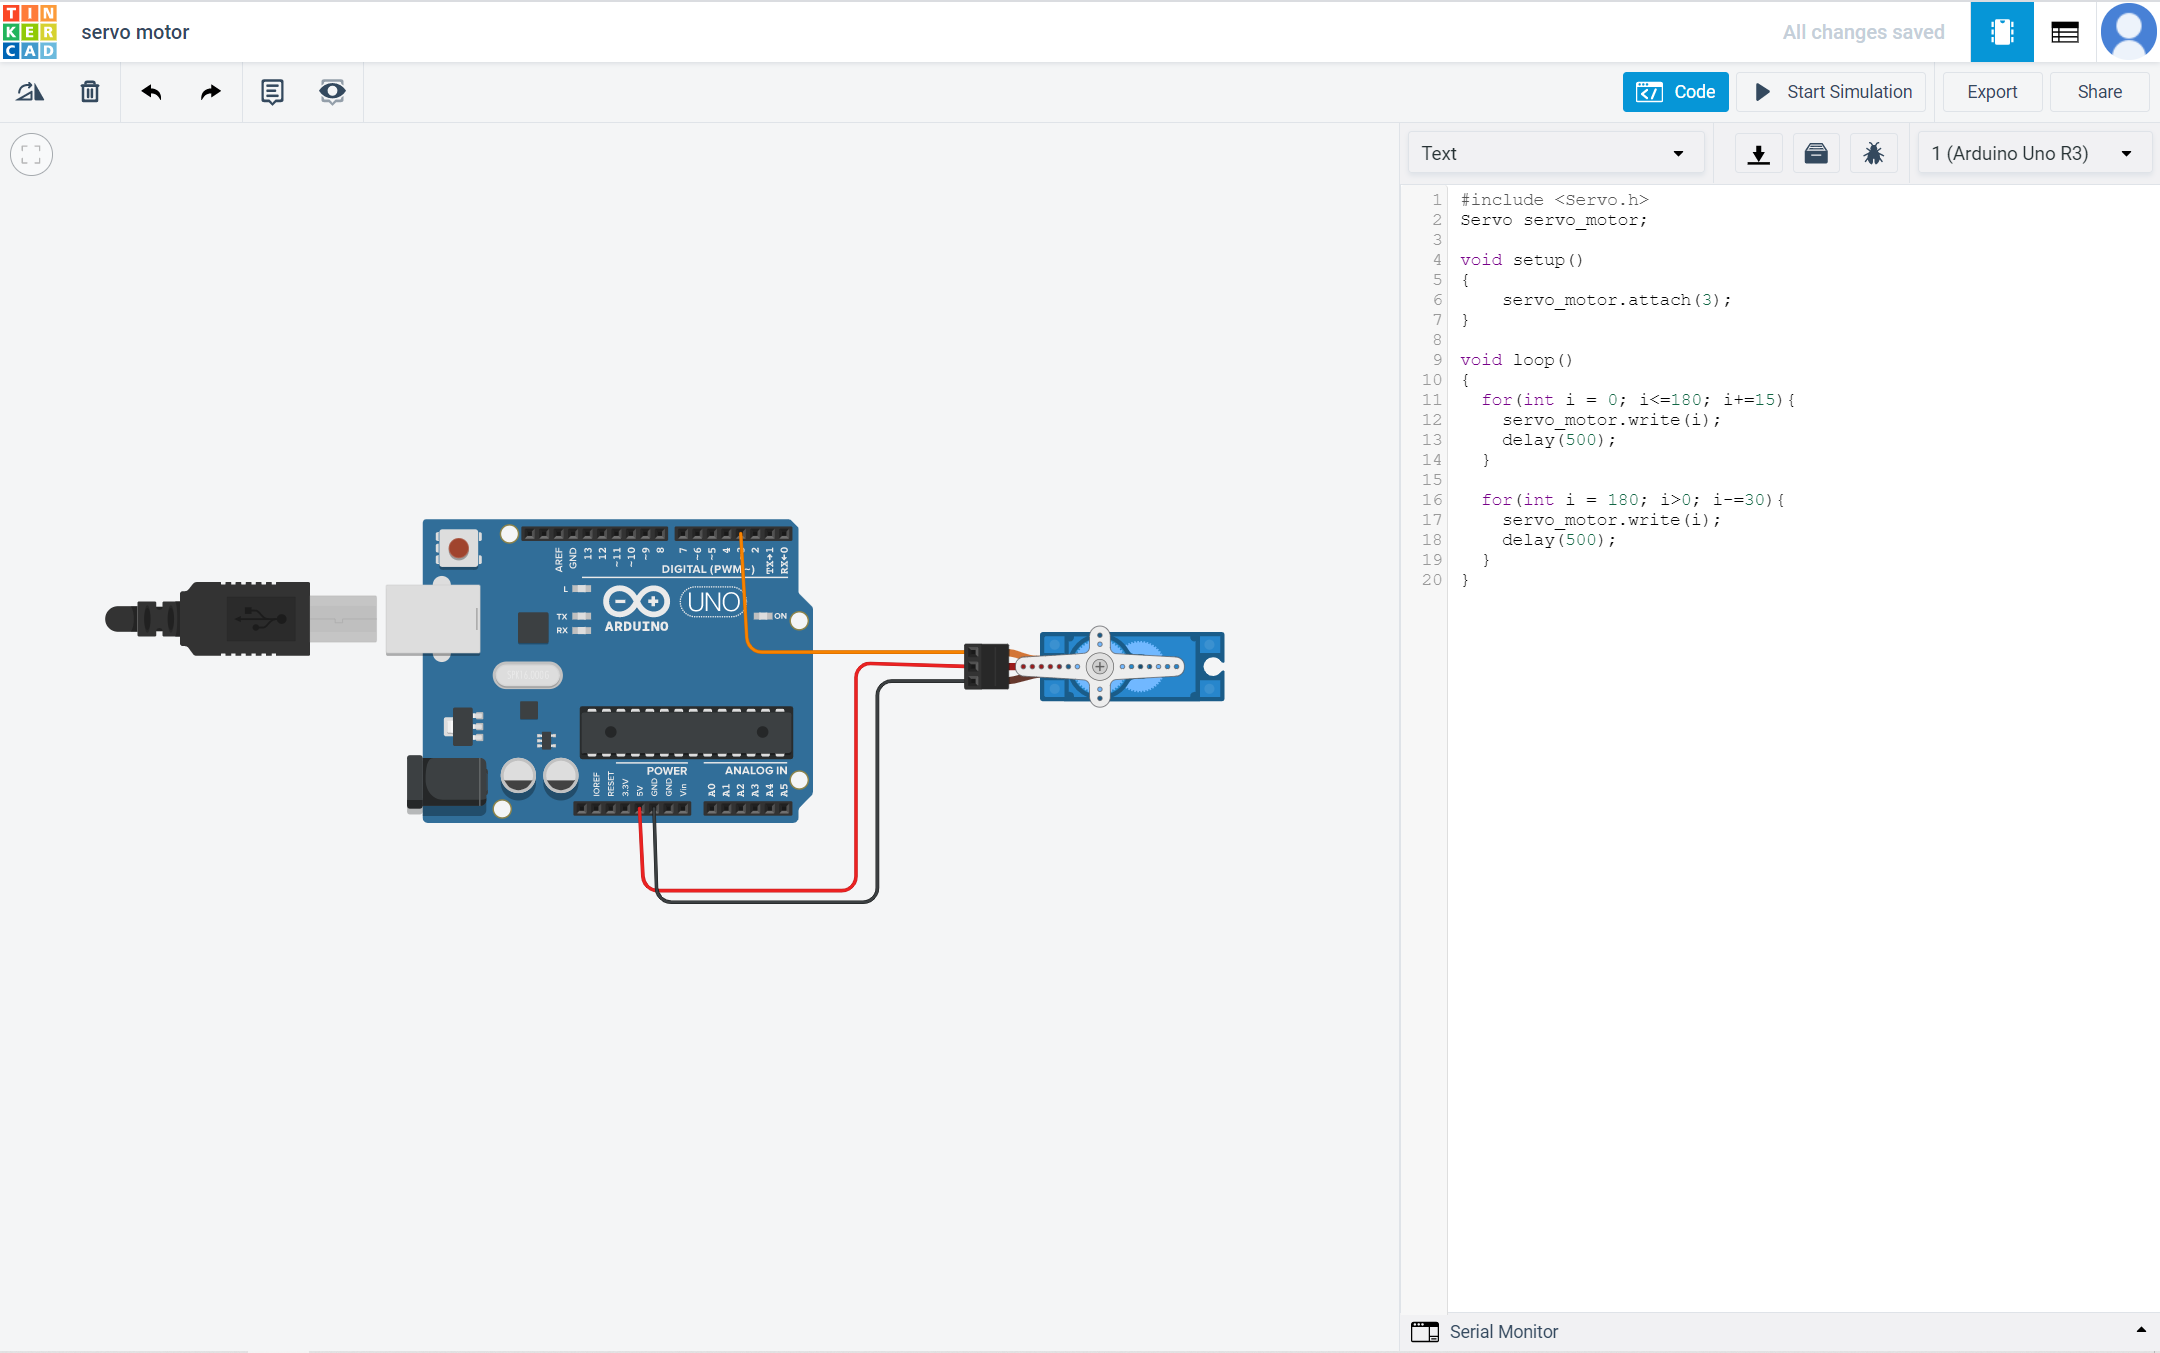 TIN
KER
CAD
servo motor
All changes saved
Code
Start Simulation
Export
Share
Text
1 (Arduino Uno R3)
1 #include <Servo.h>
2 Servo servo_motor;
3
4 void setup()
5 {
6 servo_motor.attach(3);
7 }
8
9 void loop()
10 {
11 for(int i = 0; i<=180; i+=15){
12 servo_motor.write(i);
13 delay(500);
14 }
15
16 for(int i = 180; i>0; i-=30){
17 servo_motor.write(i);
18 delay(500);
19 }
20 }
AREF GND 13 12 ~11 ~10 ~9 8 7 ~6 ~5 4 2 TX→1 RX←0
DIGITAL (PWM~)
L
TX
RX
ARDUINO
UNO
ON
POWER
ANALOG IN
IOREF RESET 3.3V 5V GND GND Vin A0 A1 A2 A3 A4 A5
Serial Monitor